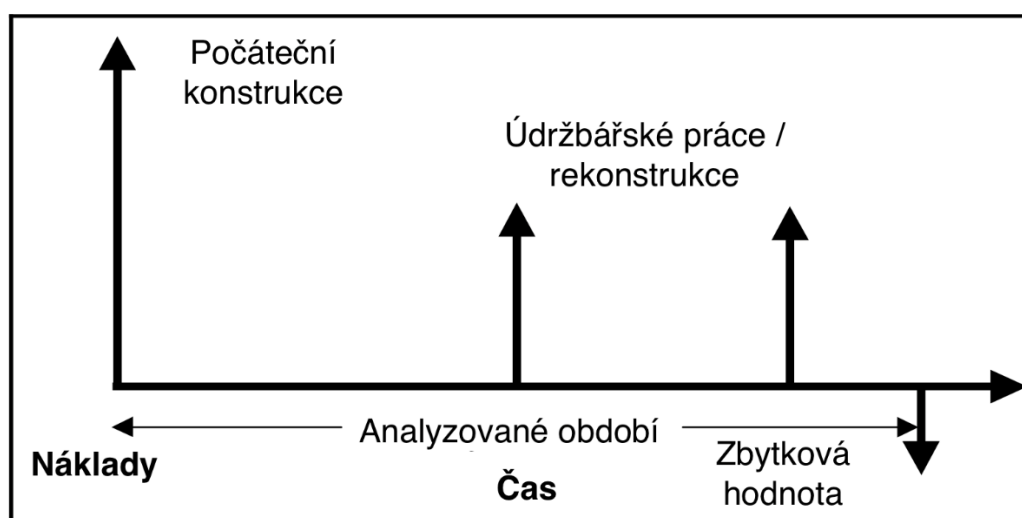 Počáteční
konstrukce
Údržbářské práce /
rekonstrukce
Analyzované období
Náklady
Čas
Zbytková
hodnota